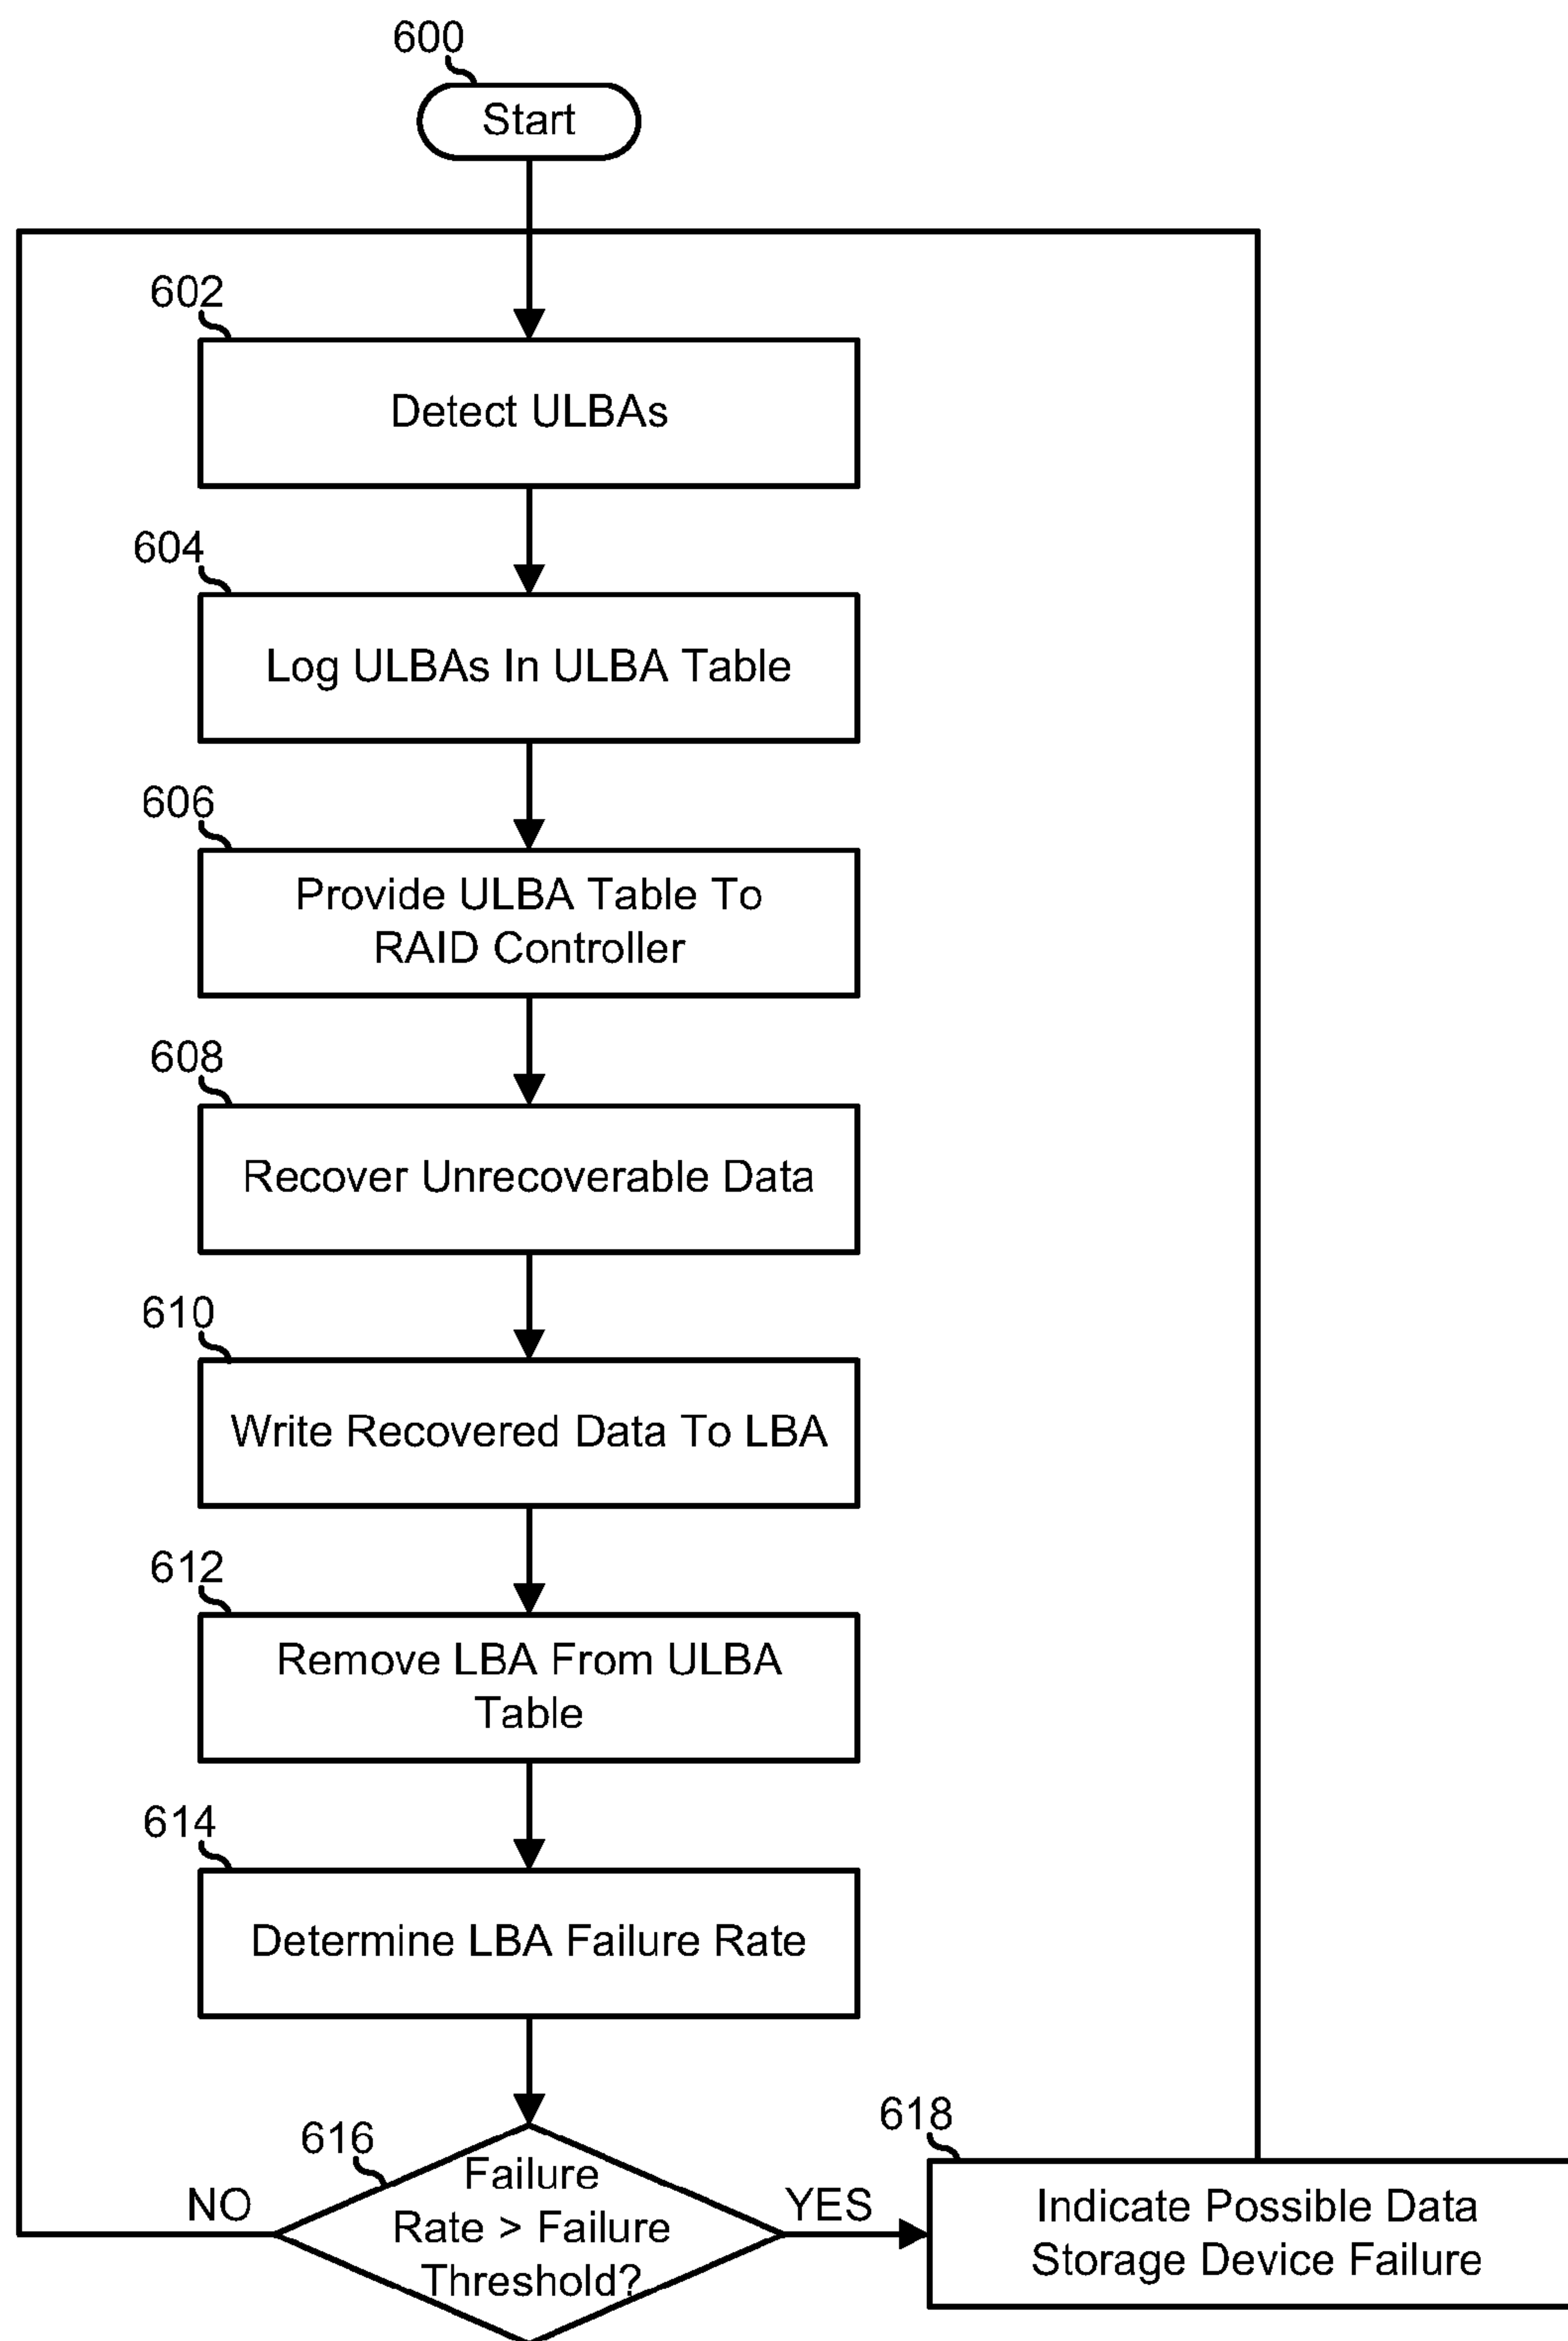 600
Start
602
Detect ULBAs
604
Log ULBAs In ULBA Table
606
Provide ULBA Table To
RAID Controller
608
Recover Unrecoverable Data
610
Write Recovered Data To LBA
612
Remove LBA From ULBA
Table
614
Determine LBA Failure Rate
616
Failure
Rate > Failure
Threshold?
NO
YES
618
Indicate Possible Data
Storage Device Failure